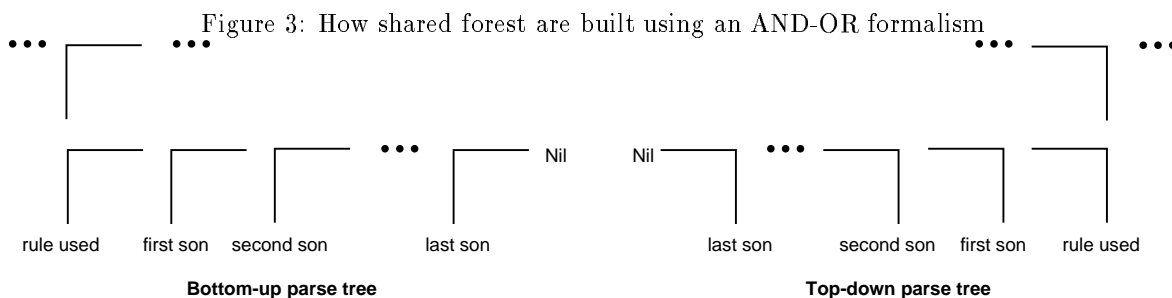 Figure 3: How shared forest are built using an AND-OR formalism
••• ••• ••• •••
••• Nil Nil •••
rule used first son second son last son last son second son first son rule used
Bottom-up parse tree Top-down parse tree